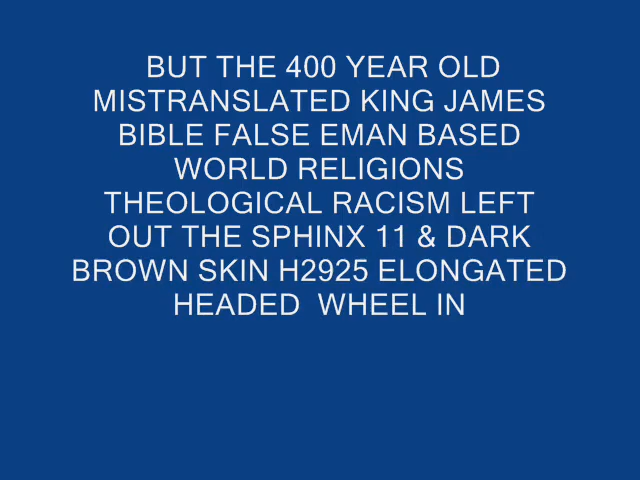 BUT THE 400 YEAR OLD
MISTRANSLATED KING JAMES
BIBLE FALSE EMAN BASED
WORLD RELIGIONS
THEOLOGICAL RACISM LEFT
OUT THE SPHINX 11 & DARK
BROWN SKIN H2925 ELONGATED
HEADED  WHEEL IN